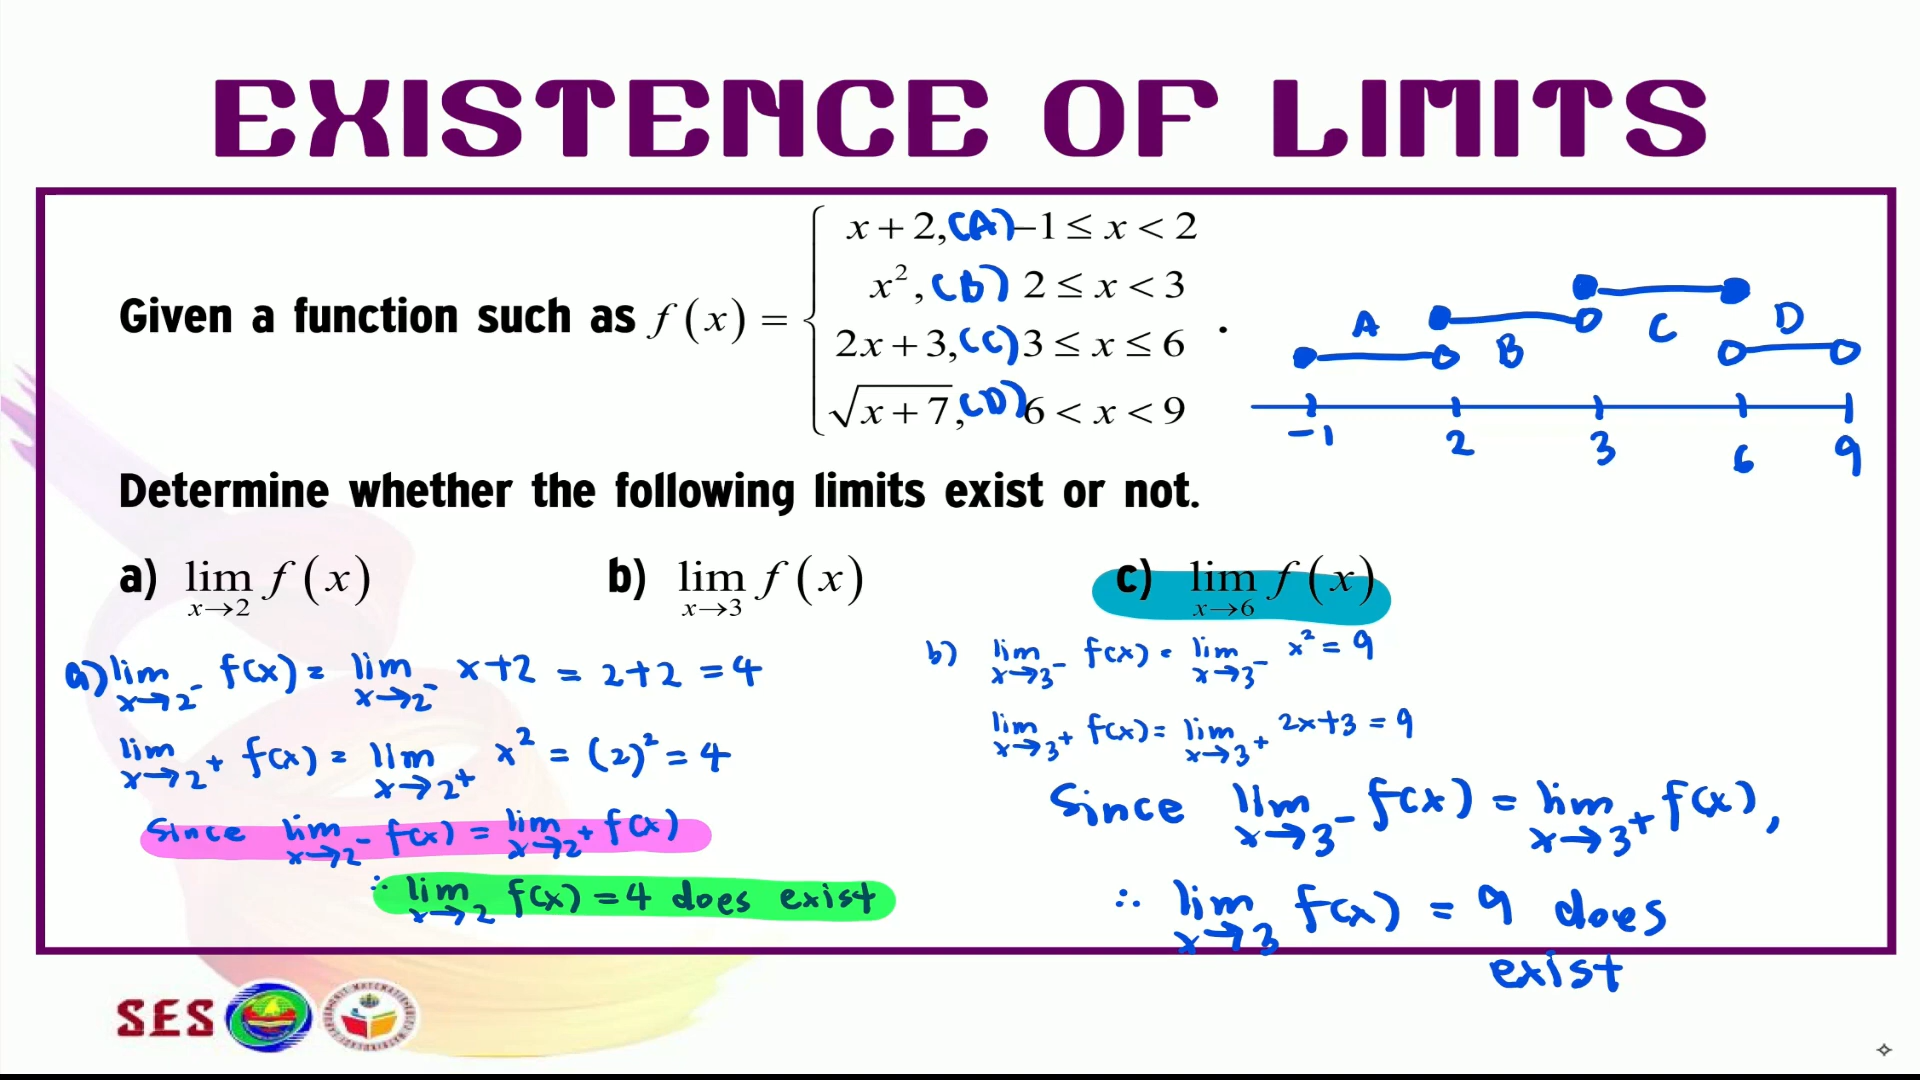 EXISTENCE OF LIMITS
x + 2, (A) −1 ≤ x < 2
x², (B) 2 ≤ x < 3
Given a function such as f(x) = { .
2x + 3, (C) 3 ≤ x ≤ 6
√(x + 7), (D) 6 < x < 9
A B C D
−1 2 3 6 9
Determine whether the following limits exist or not.
a) lim x→2 f(x) b) lim x→3 f(x) c) lim x→6 f(x)
a) lim x→2⁻ f(x) = lim x→2⁻ x+2 = 2+2 = 4
lim x→2⁺ f(x) = lim x→2⁺ x² = (2)² = 4
Since lim x→2⁻ f(x) = lim x→2⁺ f(x)
∴ lim x→2 f(x) = 4 does exist
b) lim x→3⁻ f(x) = lim x→3⁻ x² = 9
lim x→3⁺ f(x) = lim x→3⁺ 2x+3 = 9
Since lim x→3⁻ f(x) = lim x→3⁺ f(x),
∴ lim x→3 f(x) = 9 does
exist
SES